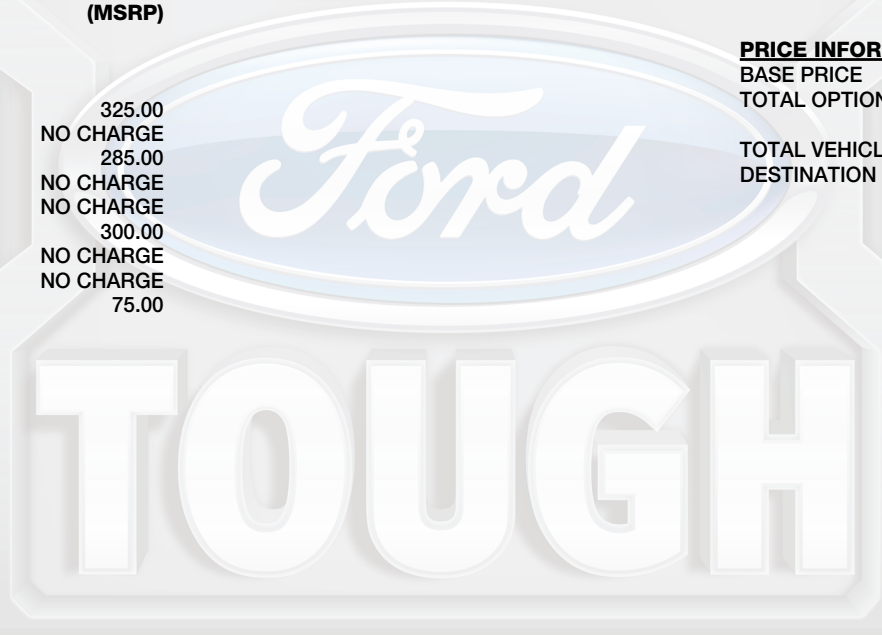 (MSRP)
325.00
NO CHARGE
285.00
NO CHARGE
NO CHARGE
300.00
NO CHARGE
NO CHARGE
75.00
PRICE INFOR
BASE PRICE
TOTAL OPTION
TOTAL VEHICL
DESTINATION
Ford
TOUGH